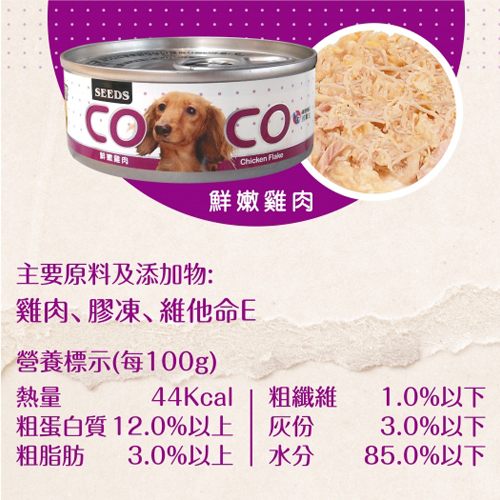 SEEDS
COCO
鮮嫩雞肉
Chicken Flake
鮮嫩雞肉
主要原料及添加物:
雞肉、膠凍、維他命E
營養標示(每100g)
熱量 44Kcal
粗蛋白質 12.0%以上
粗脂肪 3.0%以上
粗纖維 1.0%以下
灰份 3.0%以下
水分 85.0%以下